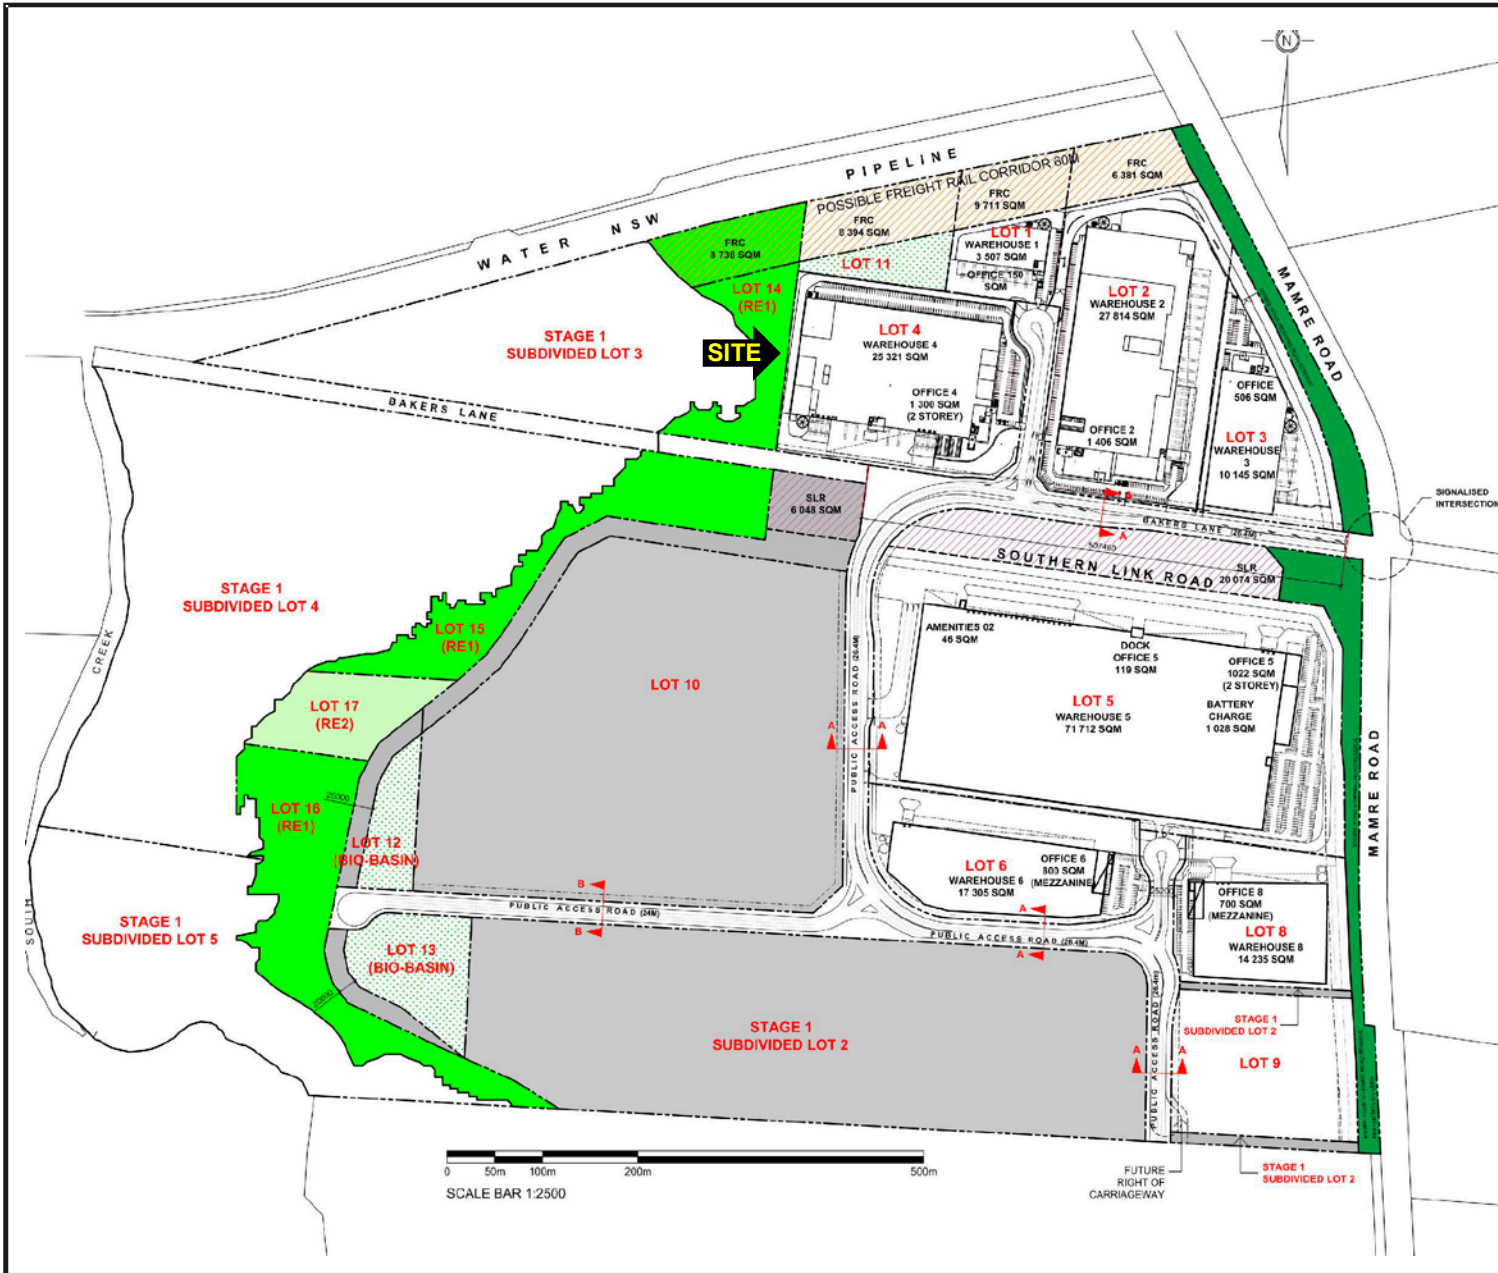 N
WATER NSW PIPELINE
POSSIBLE FREIGHT RAIL CORRIDOR 60M
FRC
6 381 SQM
FRC
9 711 SQM
FRC
8 394 SQM
FRC
3 738 SQM
LOT 1
WAREHOUSE 1
3 507 SQM
OFFICE 150
SQM
LOT 11
LOT 14
(RE1)
LOT 2
WAREHOUSE 2
27 814 SQM
OFFICE 2
1 406 SQM
MAMRE ROAD
STAGE 1
SUBDIVIDED LOT 3
SITE
LOT 4
WAREHOUSE 4
25 321 SQM
OFFICE 4
1 300 SQM
(2 STOREY)
OFFICE
506 SQM
LOT 3
WAREHOUSE
3
10 145 SQM
BAKERS LANE
SLR
6 048 SQM
A
A
BAKERS LANE (26.4M)
SIGNALISED
INTERSECTION
SOUTHERN LINK ROAD
SLR
20 074 SQM
STAGE 1
SUBDIVIDED LOT 4
CREEK
LOT 15
(RE1)
LOT 17
(RE2)
LOT 10
PUBLIC ACCESS ROAD (26.4M)
A
A
AMENITIES 02
46 SQM
DOCK
OFFICE 5
119 SQM
OFFICE 5
1022 SQM
(2 STOREY)
BATTERY
CHARGE
1 028 SQM
LOT 5
WAREHOUSE 5
71 712 SQM
MAMRE ROAD
LOT 16
(RE1)
LOT 12
(BIO-BASIN)
LOT 6
WAREHOUSE 6
17 305 SQM
OFFICE 6
800 SQM
(MEZZANINE)
25200
OFFICE 8
700 SQM
(MEZZANINE)
LOT 8
WAREHOUSE 8
14 235 SQM
B
B
PUBLIC ACCESS ROAD (24M)
A
A
PUBLIC ACCESS ROAD (26.4M)
SOUTH
STAGE 1
SUBDIVIDED LOT 5
LOT 13
(BIO-BASIN)
20000
STAGE 1
SUBDIVIDED LOT 2
PUBLIC ACCESS ROAD (26.4m)
A
A
STAGE 1
SUBDIVIDED LOT 2
LOT 9
FUTURE
RIGHT OF
CARRIAGEWAY
STAGE 1
SUBDIVIDED LOT 2
0 50m 100m 200m 500m
SCALE BAR 1:2500